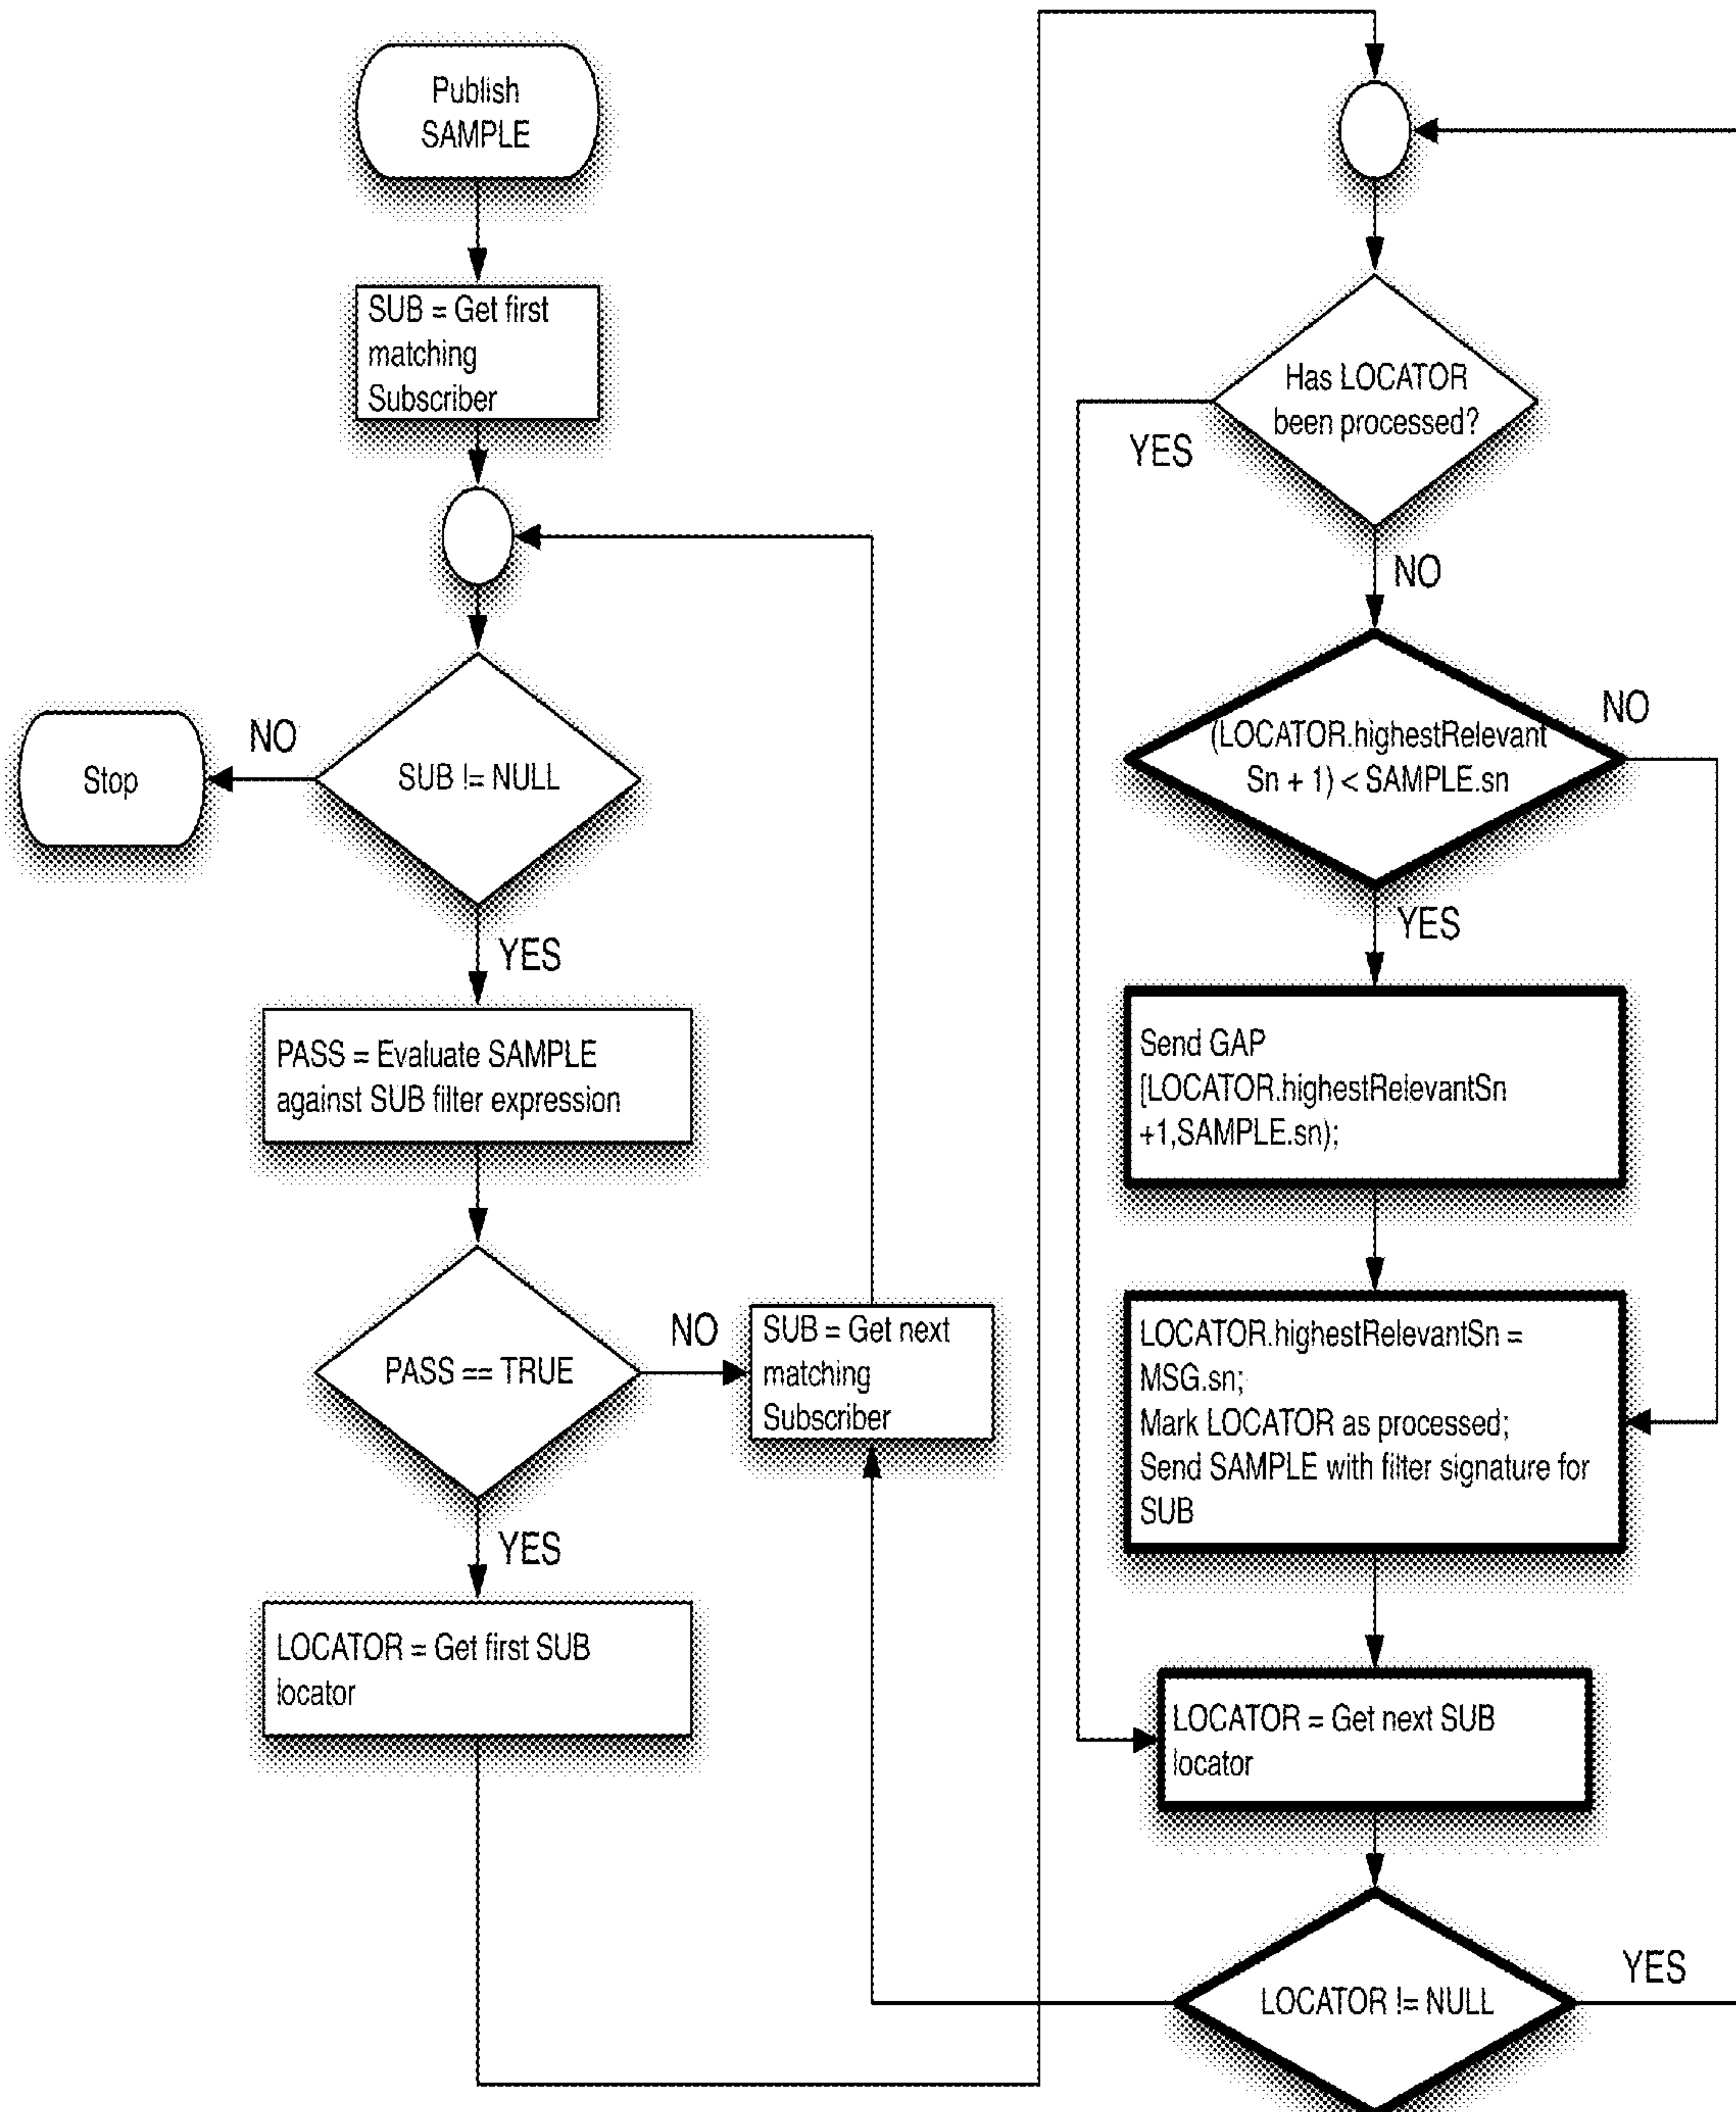 Publish
SAMPLE
SUB = Get first
matching
Subscriber
SUB != NULL
NO
Stop
YES
PASS = Evaluate SAMPLE
against SUB filter expression
PASS == TRUE
NO
SUB = Get next
matching
Subscriber
YES
LOCATOR = Get first SUB
locator
Has LOCATOR
been processed?
YES
NO
(LOCATOR.highestRelevant
Sn + 1) < SAMPLE.sn
NO
YES
Send GAP
[LOCATOR.highestRelevantSn
+1,SAMPLE.sn);
LOCATOR.highestRelevantSn =
MSG.sn;
Mark LOCATOR as processed;
Send SAMPLE with filter signature for
SUB
LOCATOR = Get next SUB
locator
LOCATOR != NULL
YES